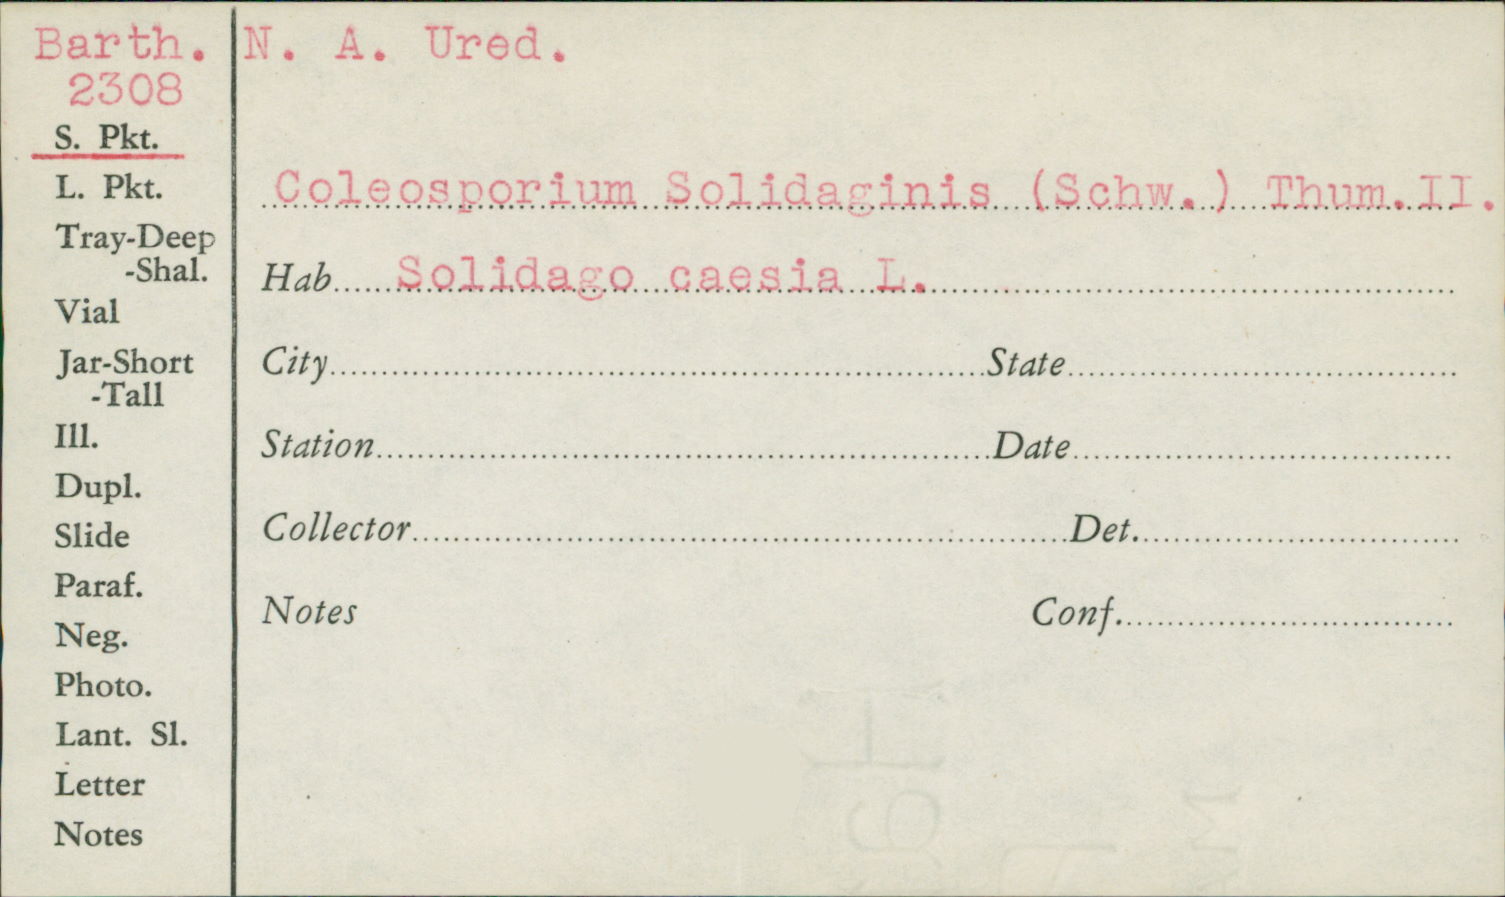 Barth.
2308
S. Pkt.
L. Pkt.
Tray-Deep
-Shal.
Vial
Jar-Short
-Tall
Ill.
Dupl.
Slide
Paraf.
Neg.
Photo.
Lant. Sl.
Letter
Notes
N. A. Ured.
Coleosporium Solidaginis (Schw.) Thum.II.
Hab.....Solidago caesia L.
City State
Station Date
Collector Det.
Notes Conf.